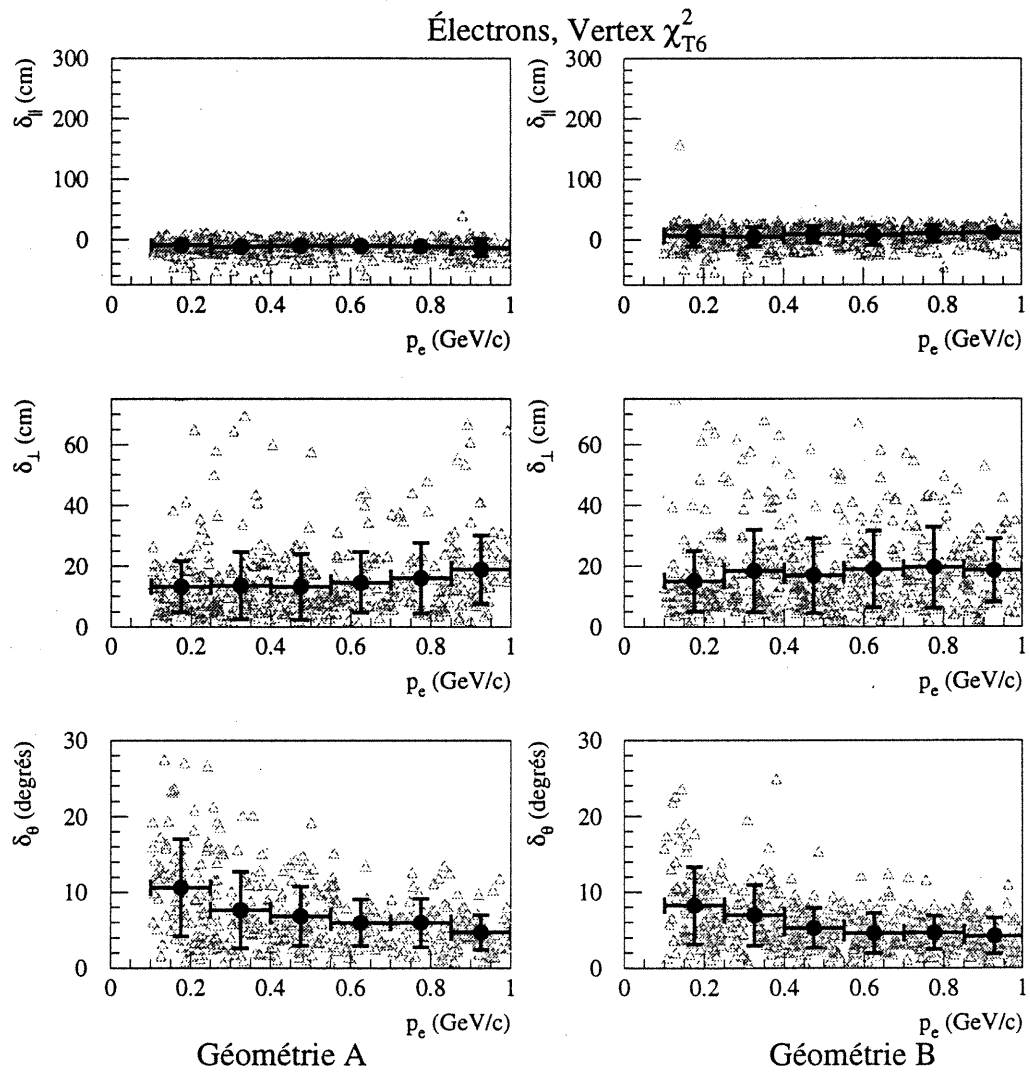 Électrons, Vertex χ²T6
δ∥ (cm)
300
200
100
0
0 0.2 0.4 0.6 0.8 1
pe (GeV/c)
δ∥ (cm)
300
200
100
0
0 0.2 0.4 0.6 0.8 1
pe (GeV/c)
δ⊥ (cm)
60
40
20
0
0 0.2 0.4 0.6 0.8 1
pe (GeV/c)
δ⊥ (cm)
60
40
20
0
0 0.2 0.4 0.6 0.8 1
pe (GeV/c)
δθ (degrés)
30
20
10
0
0 0.2 0.4 0.6 0.8 1
pe (GeV/c)
δθ (degrés)
30
20
10
0
0 0.2 0.4 0.6 0.8 1
pe (GeV/c)
Géométrie A
Géométrie B